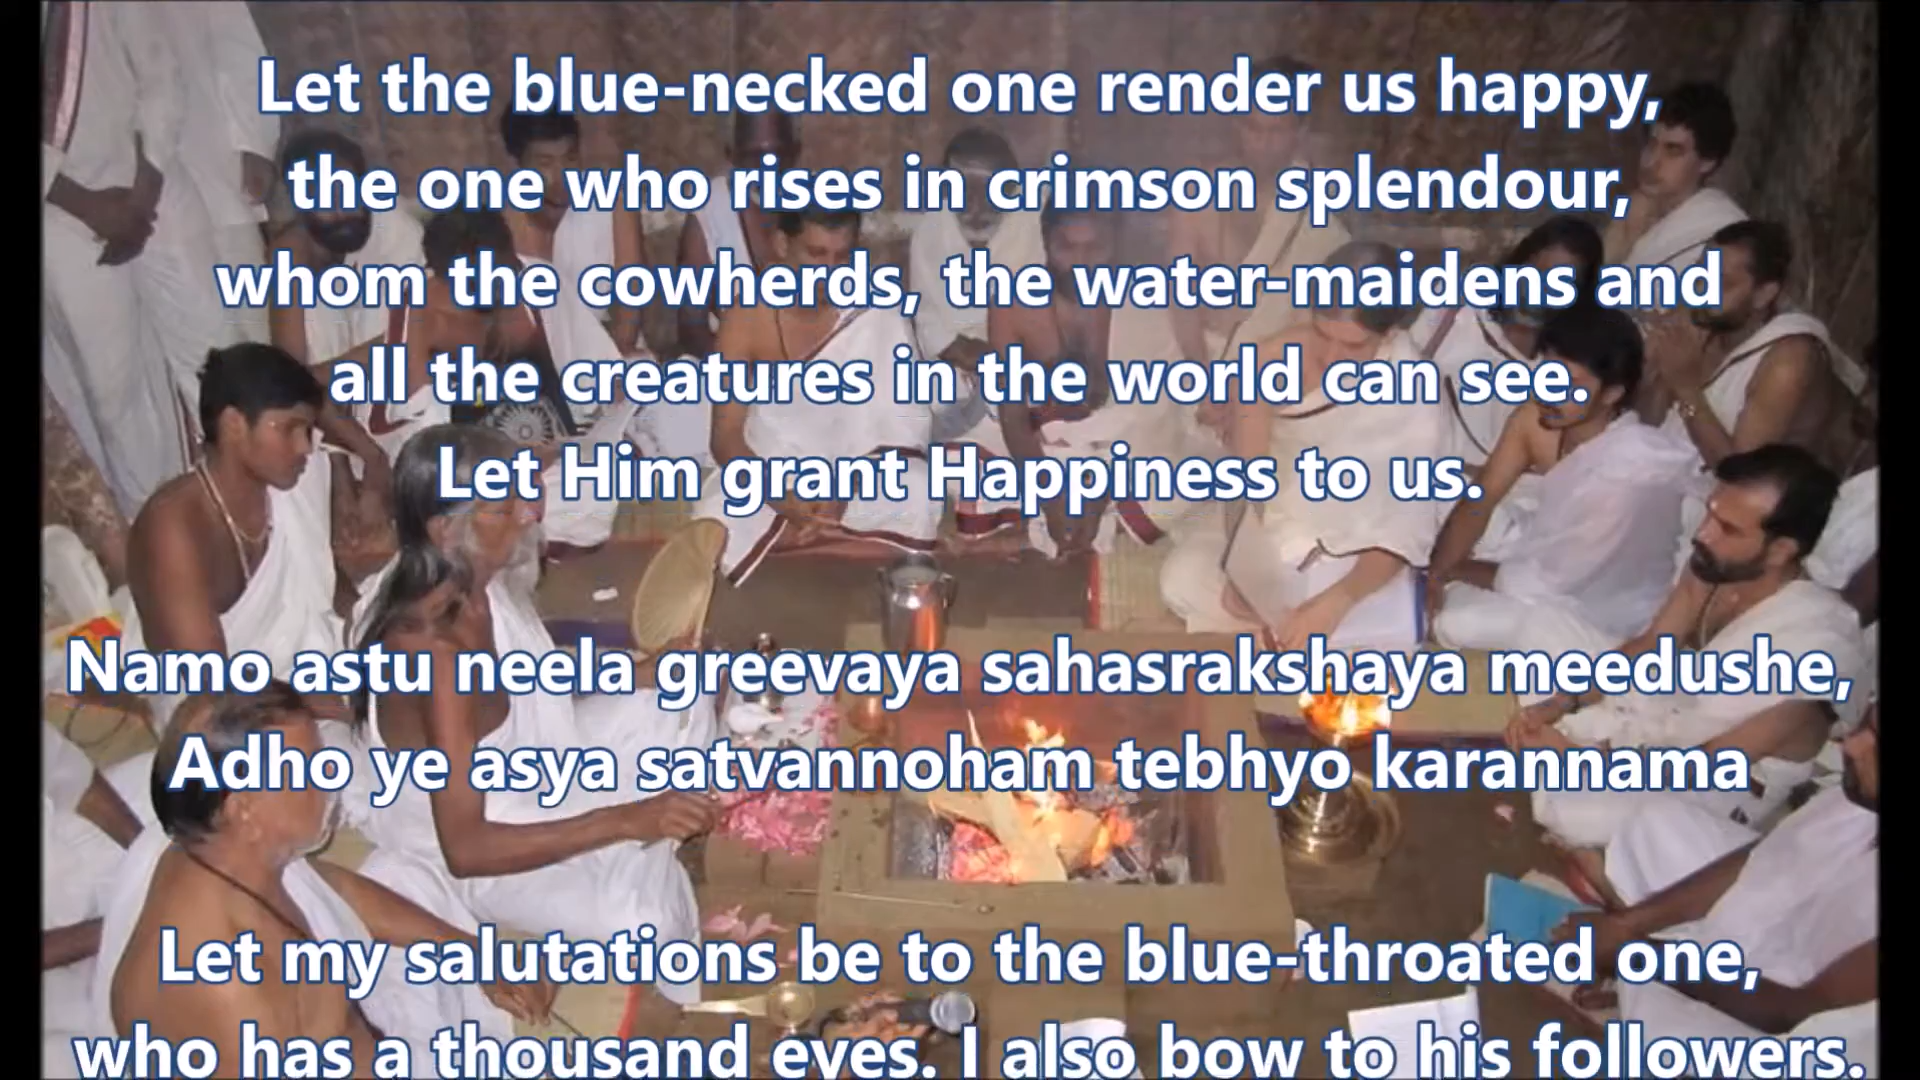 Let the blue-necked one render us happy,
the one who rises in crimson splendour,
whom the cowherds, the water-maidens and
all the creatures in the world can see.
Let Him grant Happiness to us.
Namo astu neela greevaya sahasrakshaya meedushe,
Adho ye asya satvannoham tebhyo karannama
Let my salutations be to the blue-throated one,
who has a thousand eyes. I also bow to his followers.